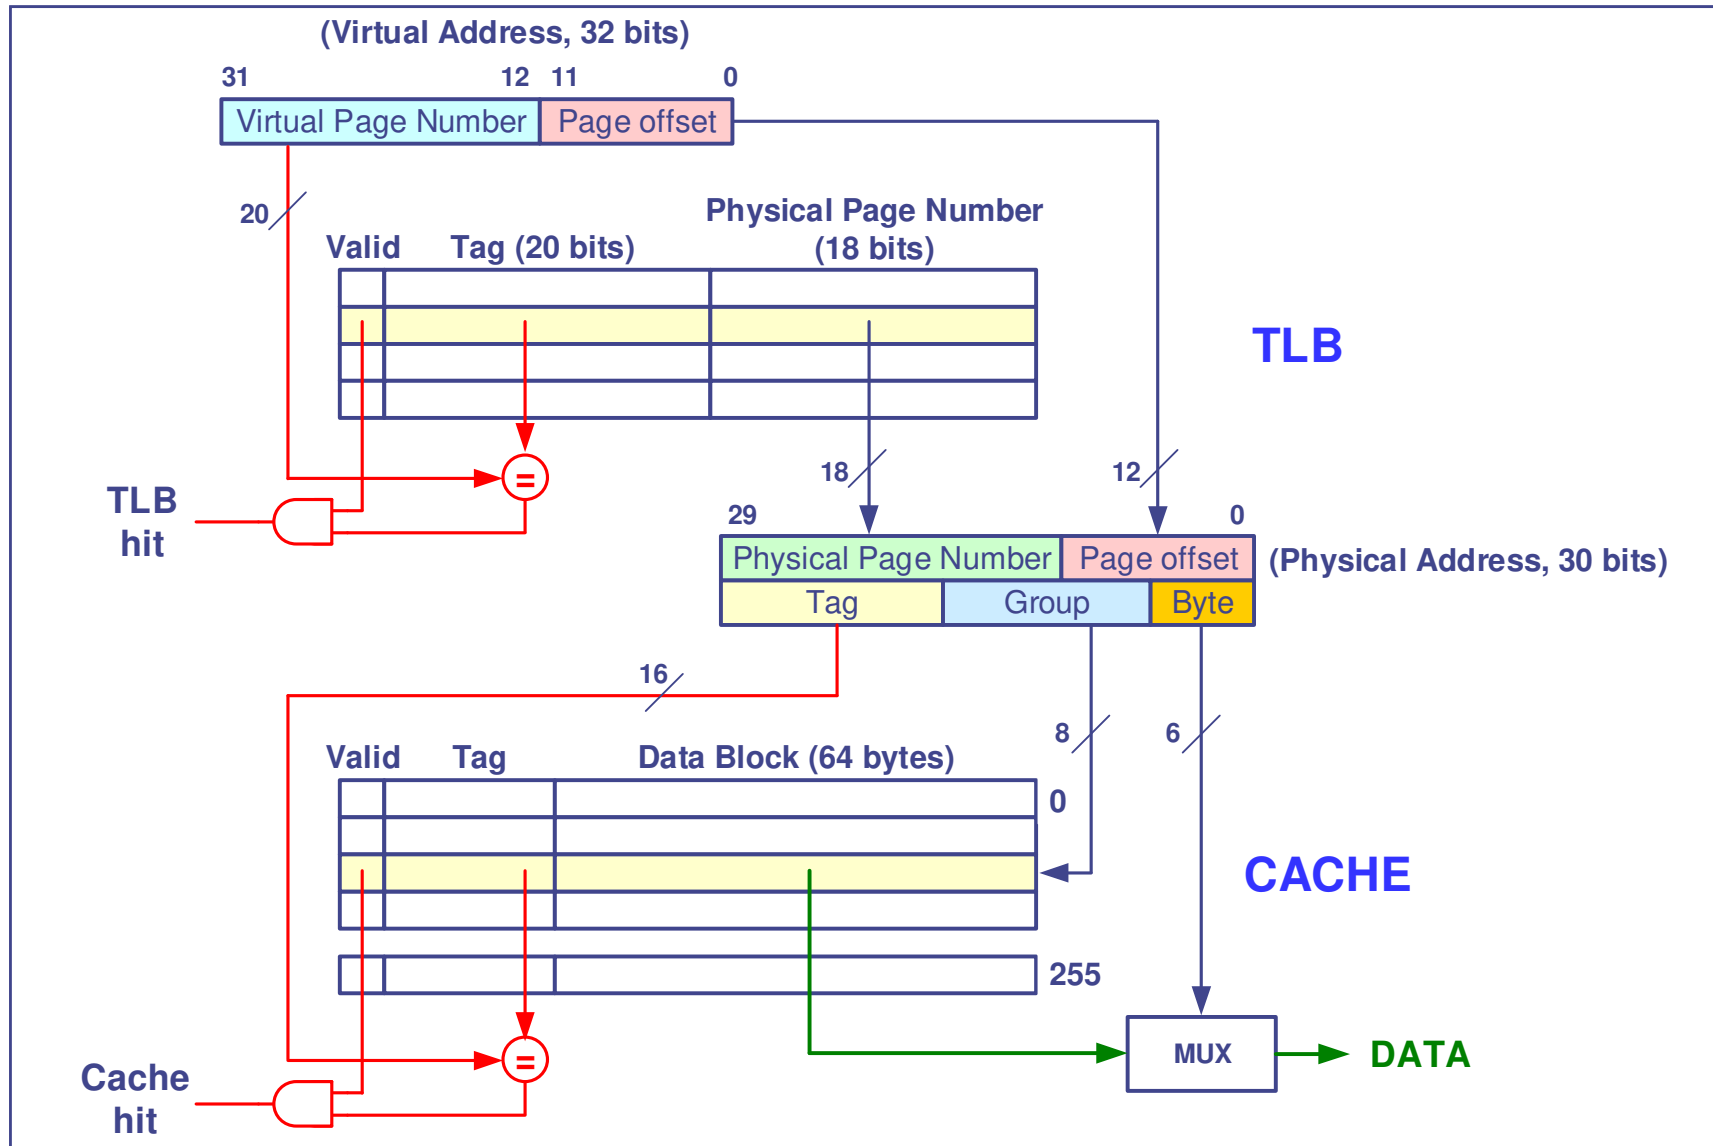 (Virtual Address, 32 bits)
31 12 11 0
Virtual Page Number Page offset
20
Physical Page Number
Valid Tag (20 bits) (18 bits)
TLB
=
18 12
TLB
hit
29 0
Physical Page Number Page offset (Physical Address, 30 bits)
Tag Group Byte
16
8 6
Valid Tag Data Block (64 bytes)
0
CACHE
255
=
MUX DATA
Cache
hit